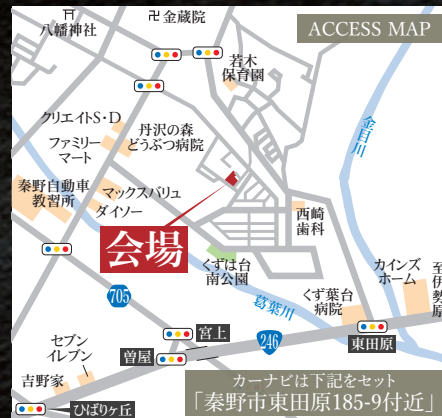 ACCESS MAP
八幡神社
金蔵院
若木
保育園
クリエイトS・D
ファミリー
マート
丹沢の森
どうぶつ病院
金目川
秦野自動車
教習所
マックスバリュ
ダイソー
西崎
歯科
会場
くずは台
南公園
葛葉川
カインズ
ホーム
至伊勢原
705
くず葉台
病院
宮上
246
東田原
セブン
イレブン
曽屋
吉野家
ひばりヶ丘
カーナビは下記をセット
「秦野市東田原185-9付近」